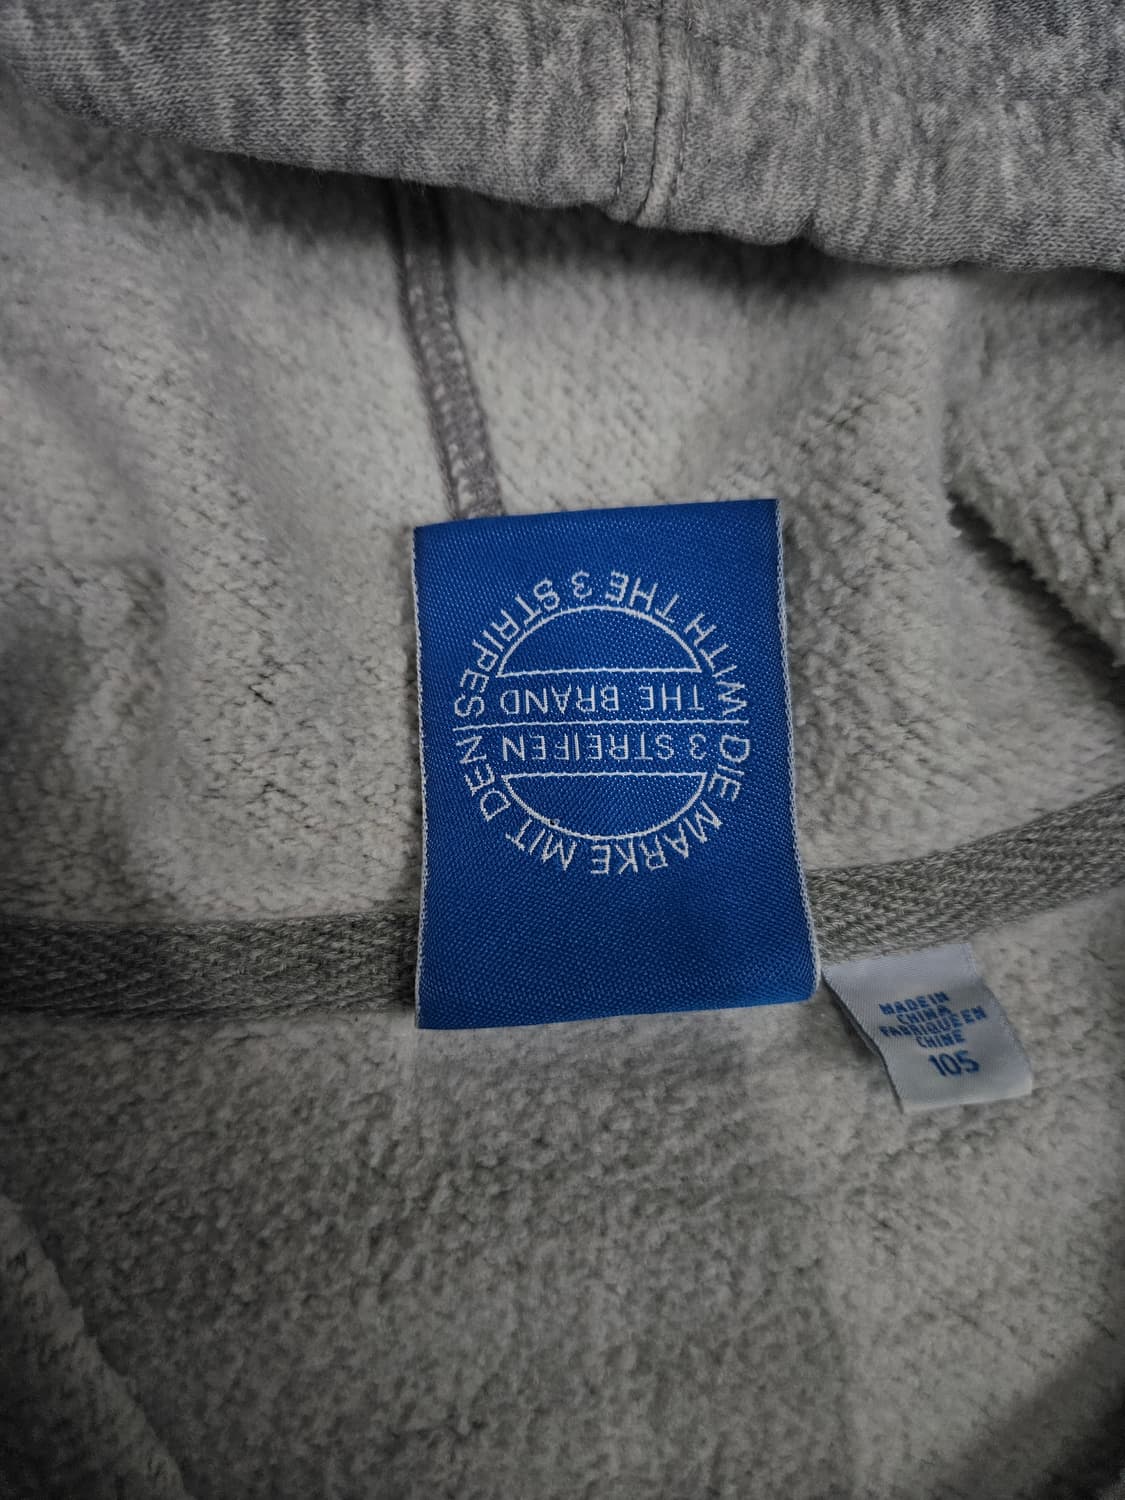 DIE MARKE MIT DEN
3 STREIFEN
THE BRAND
WITH THE 3 STRIPES
MADE IN
CHINA
FABRIQUE EN
CHINE
105